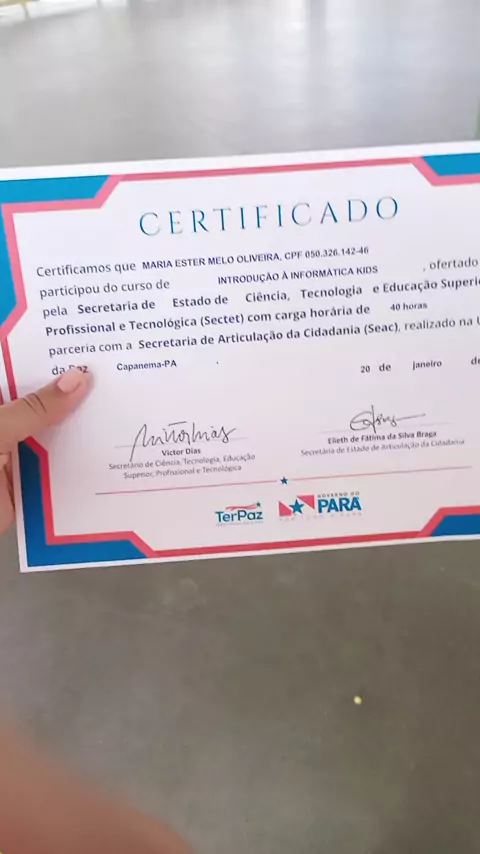 CERTIFICADO
Certificamos que MARIA ESTER MELO OLIVEIRA, CPF 050.326.142-46
participou do curso de INTRODUÇÃO À INFORMÁTICA KIDS , ofertado
pela Secretaria de Estado de Ciência, Tecnologia e Educação Superi
Profissional e Tecnológica (Sectet) com carga horária de 40 horas
parceria com a Secretaria de Articulação da Cidadania (Seac), realizado na U
da Paz Capanema-PA 20 de janeiro de
Victor Dias
Secretário de Ciência, Tecnologia, Educação
Superior, Profissional e Tecnológica
Elieth de Fátima da Silva Braga
Secretária de Estado de Articulação da Cidadania
TerPaz
GOVERNO DO
PARÁ